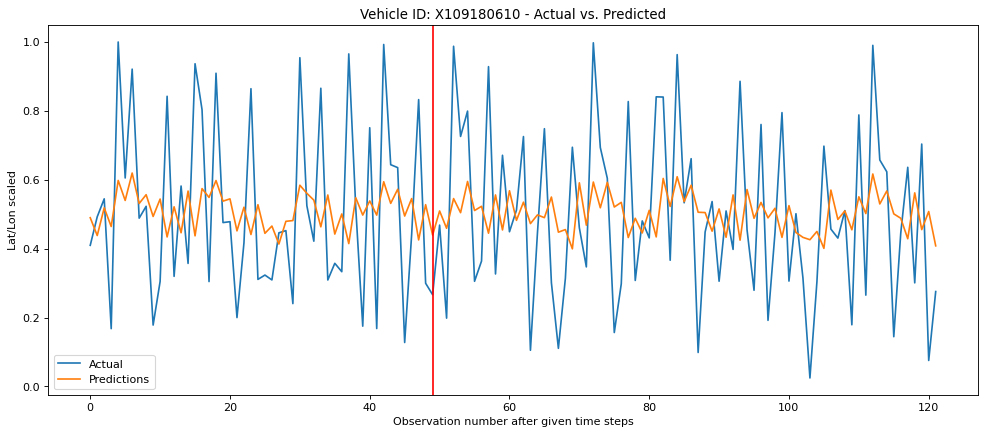 Vehicle ID: X109180610 - Actual vs. Predicted
Lat/Lon scaled
1.0
0.8
0.6
0.4
0.2
0.0
Actual
Predictions
0
20
40
60
80
100
120
Observation number after given time steps